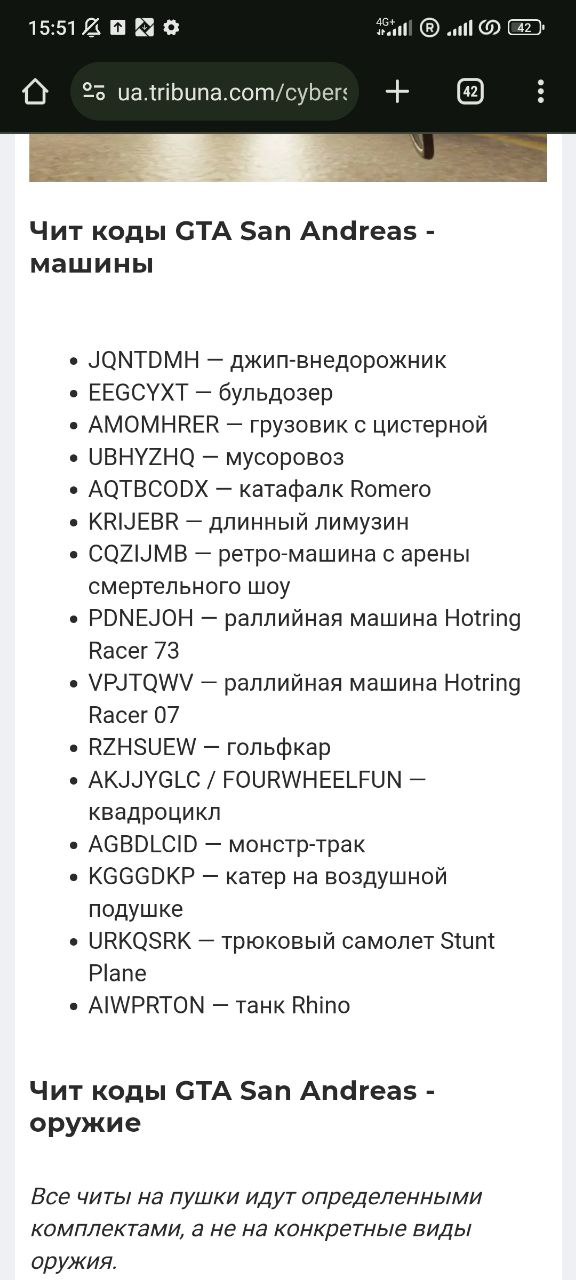 15:51
4G+
R
42
ua.tribuna.com/cybers
42
Чит коды GTA San Andreas -
машины
JQNTDMH — джип-внедорожник
EEGCYXT — бульдозер
AMOMHRER — грузовик с цистерной
UBHYZHQ — мусоровоз
AQTBCODX — катафалк Romero
KRIJEBR — длинный лимузин
CQZIJMB — ретро-машина с арены
смертельного шоу
PDNEJOH — раллийная машина Hotring
Racer 73
VPJTQWV — раллийная машина Hotring
Racer 07
RZHSUEW — гольфкар
AKJJYGLC / FOURWHEELFUN —
квадроцикл
AGBDLCID — монстр-трак
KGGGDKP — катер на воздушной
подушке
URKQSRK — трюковый самолет Stunt
Plane
AIWPRTON — танк Rhino
Чит коды GTA San Andreas -
оружие
Все читы на пушки идут определенными
комплектами, а не на конкретные виды
оружия.